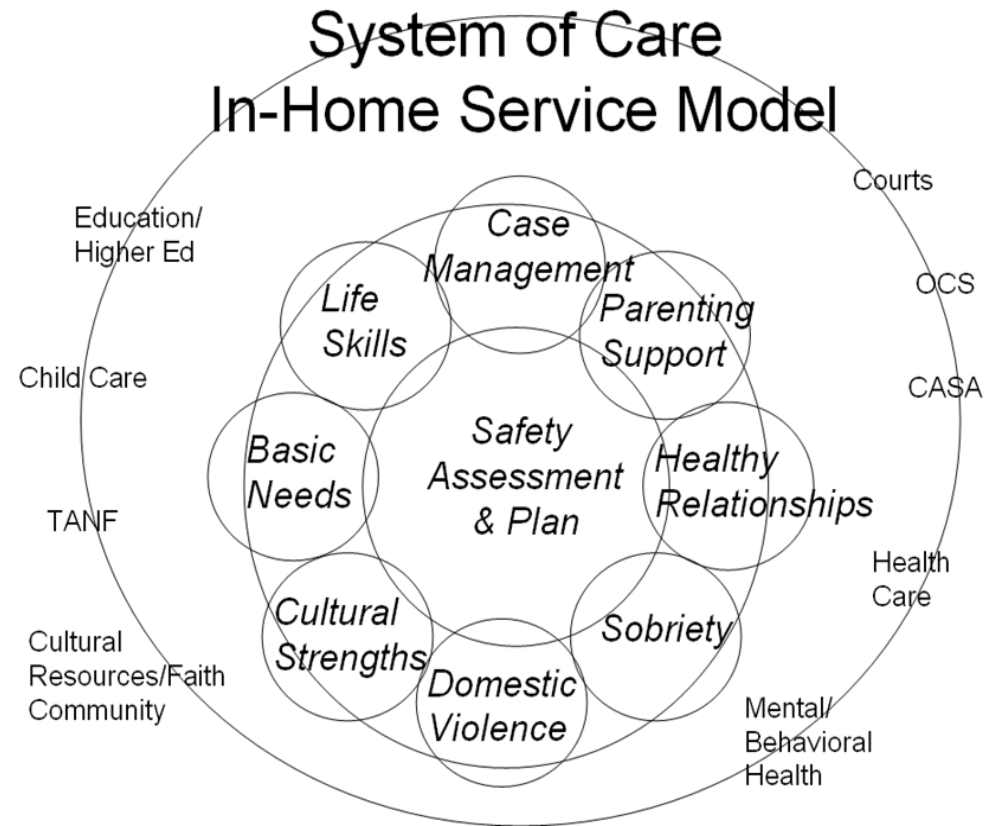 System of Care
In-Home Service Model
Courts
Education/
Higher Ed
OCS
Child Care
CASA
TANF
Health
Care
Cultural
Resources/Faith
Community
Mental/
Behavioral
Health
Case
Management
Life
Skills
Parenting
Support
Basic
Needs
Safety
Assessment
& Plan
Healthy
Relationships
Cultural
Strengths
Sobriety
Domestic
Violence